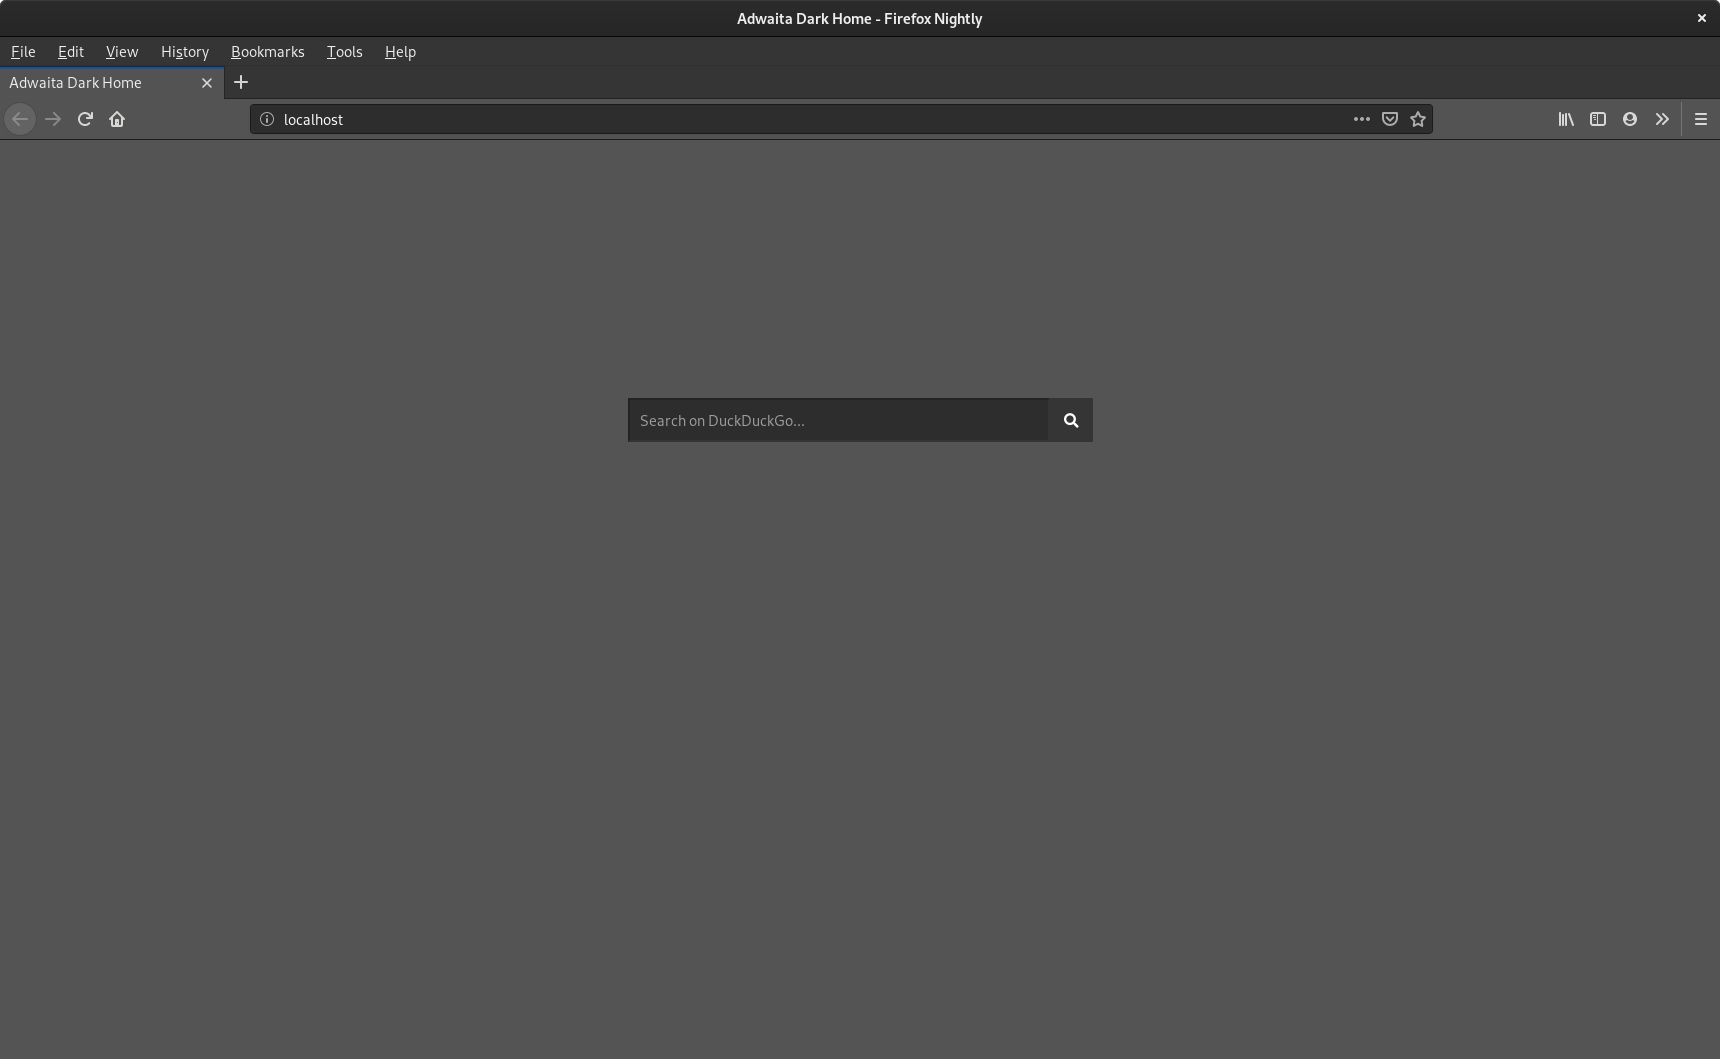 Adwaita Dark Home - Firefox Nightly
File Edit View History Bookmarks Tools Help
Adwaita Dark Home
localhost
Search on DuckDuckGo...